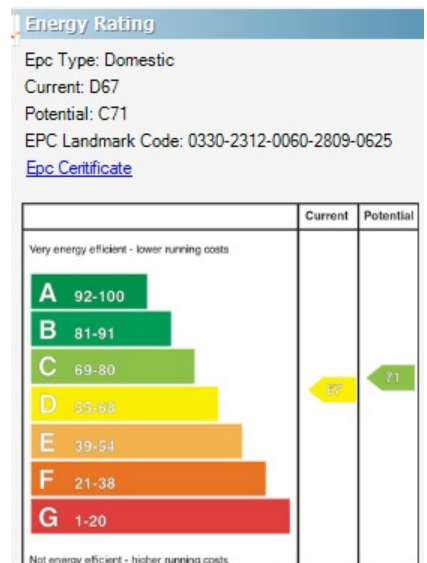 Energy Rating
Epc Type: Domestic
Current: D67
Potential: C71
EPC Landmark Code: 0330-2312-0060-2809-0625
Epc Ceritificate
Current Potential
Very energy efficient - lower running costs
A 92-100
B 81-91
C 69-80
D 55-68
E 39-54
F 21-38
G 1-20
67
71
Not energy efficient - higher running costs